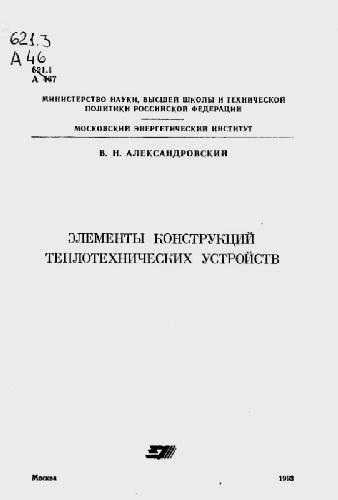 621.3
А 46
621.1
А 467
МИНИСТЕРСТВО НАУКИ, ВЫСШЕЙ ШКОЛЫ И ТЕХНИЧЕСКОЙ
ПОЛИТИКИ РОССИЙСКОЙ ФЕДЕРАЦИИ
МОСКОВСКИЙ ЭНЕРГЕТИЧЕСКИЙ ИНСТИТУТ
В. Н. АЛЕКСАНДРОВСКИЙ
ЭЛЕМЕНТЫ КОНСТРУКЦИЙ
ТЕПЛОТЕХНИЧЕСКИХ УСТРОЙСТВ
Москва 1993